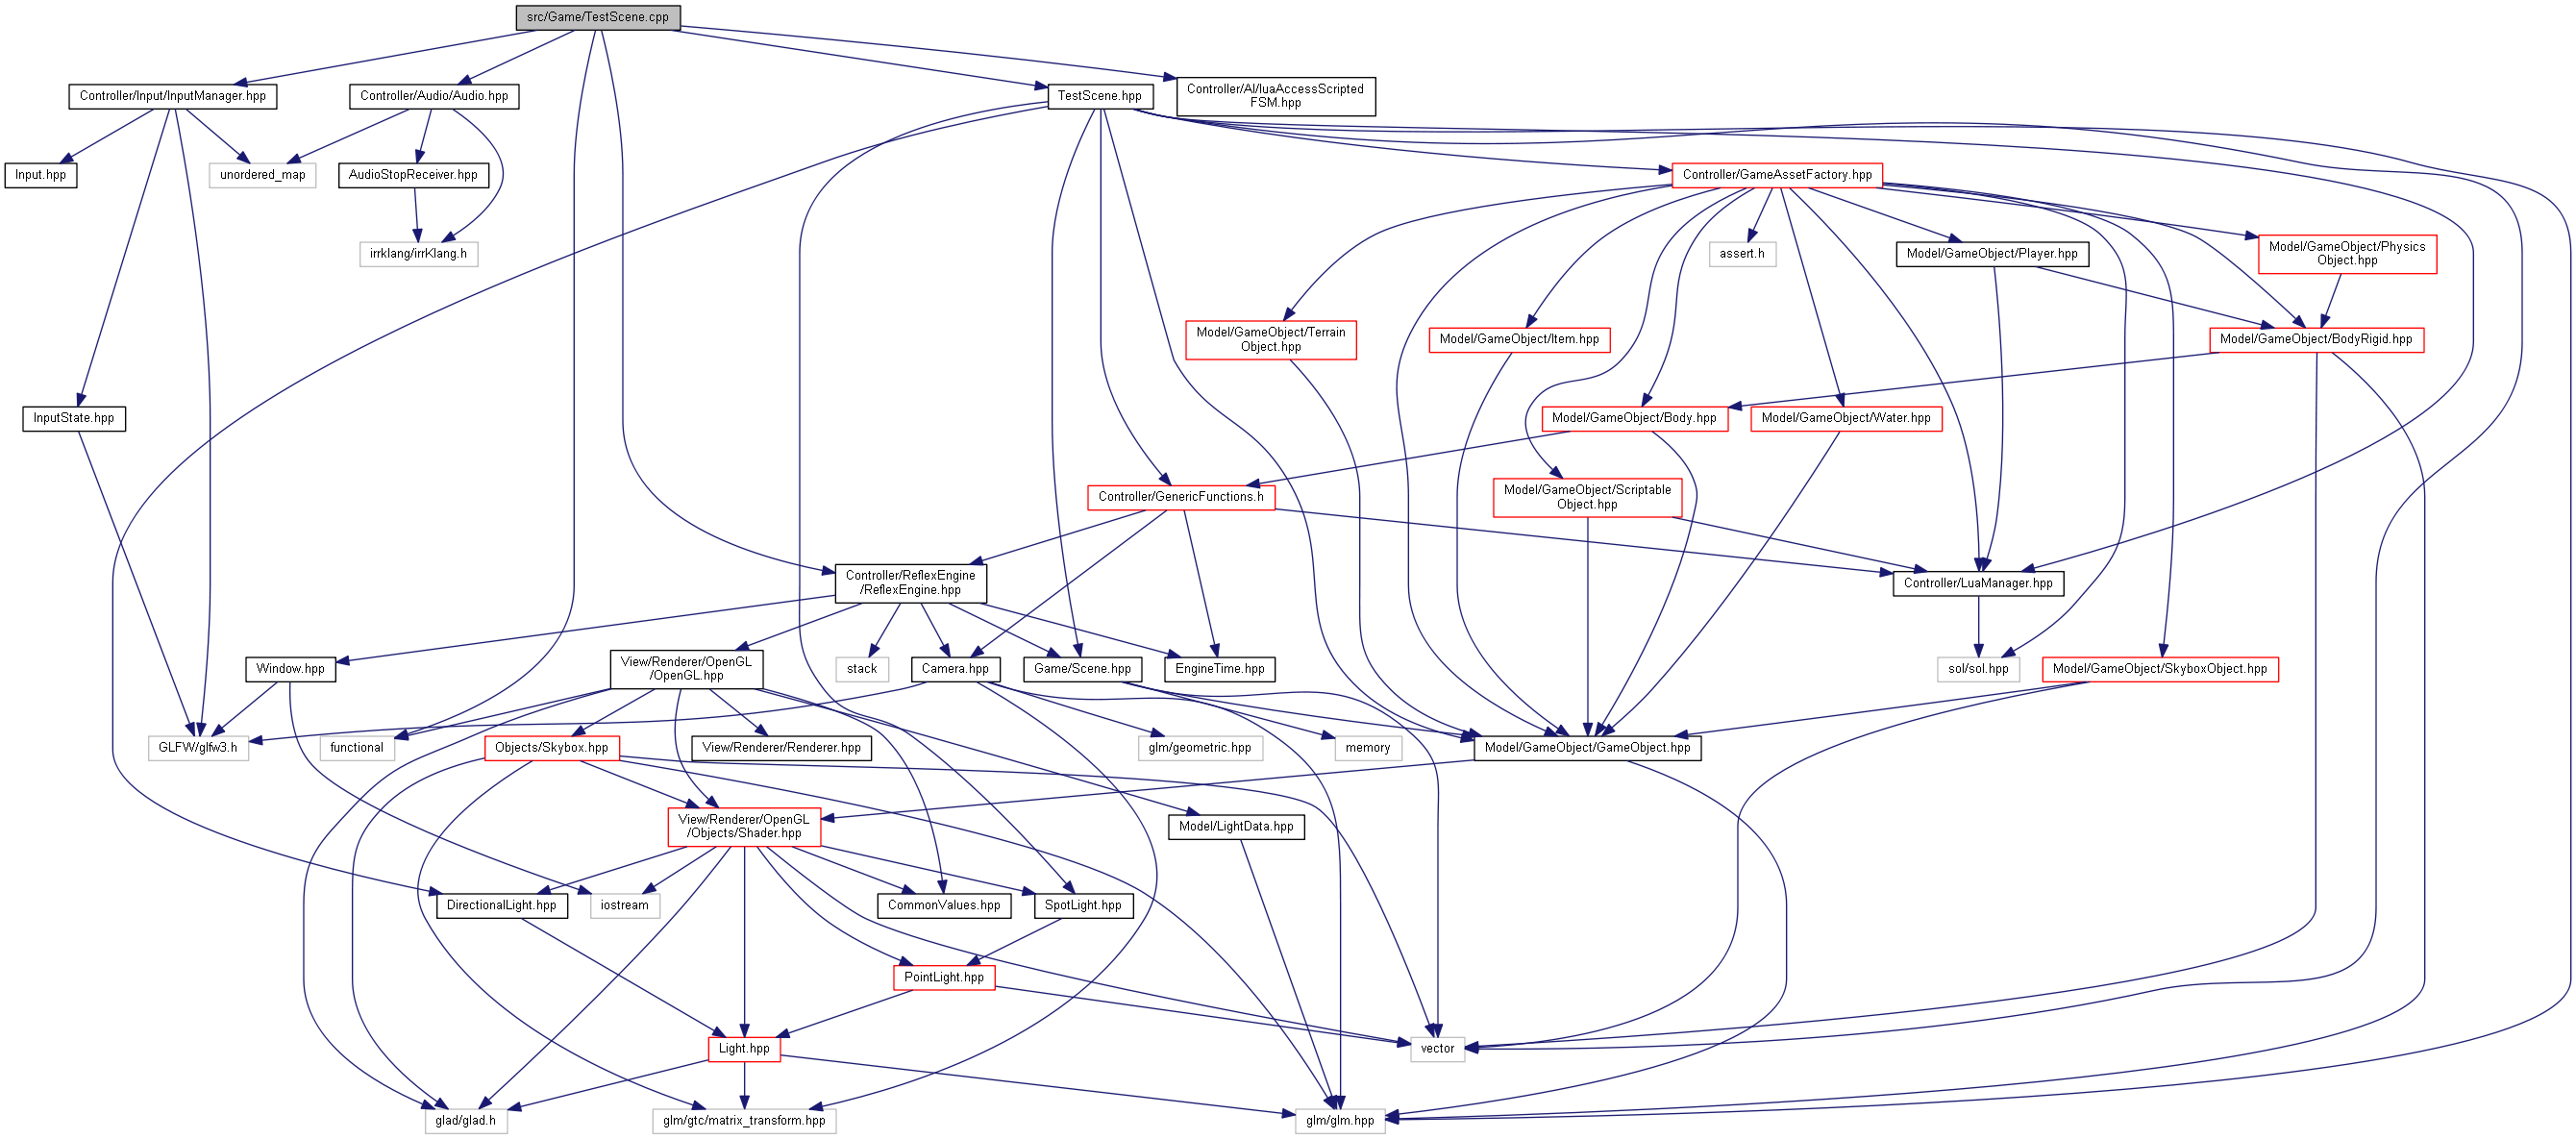 src/Game/TestScene.cpp
Controller/Input/InputManager.hpp
Controller/Audio/Audio.hpp
TestScene.hpp
Controller/AI/luaAccessScripted
FSM.hpp
Input.hpp
unordered_map
AudioStopReceiver.hpp
Controller/GameAssetFactory.hpp
irrklang/irrKlang.h
assert.h
Model/GameObject/Player.hpp
Model/GameObject/Physics
Object.hpp
Model/GameObject/Terrain
Object.hpp
Model/GameObject/Item.hpp
Model/GameObject/BodyRigid.hpp
InputState.hpp
Model/GameObject/Body.hpp
Model/GameObject/Water.hpp
Controller/GenericFunctions.h
Model/GameObject/Scriptable
Object.hpp
Controller/ReflexEngine
/ReflexEngine.hpp
Controller/LuaManager.hpp
Window.hpp
View/Renderer/OpenGL
/OpenGL.hpp
stack
Camera.hpp
Game/Scene.hpp
EngineTime.hpp
sol/sol.hpp
Model/GameObject/SkyboxObject.hpp
GLFW/glfw3.h
functional
Objects/Skybox.hpp
View/Renderer/Renderer.hpp
glm/geometric.hpp
memory
Model/GameObject/GameObject.hpp
View/Renderer/OpenGL
/Objects/Shader.hpp
Model/LightData.hpp
DirectionalLight.hpp
iostream
CommonValues.hpp
SpotLight.hpp
PointLight.hpp
Light.hpp
vector
glad/glad.h
glm/gtc/matrix_transform.hpp
glm/glm.hpp